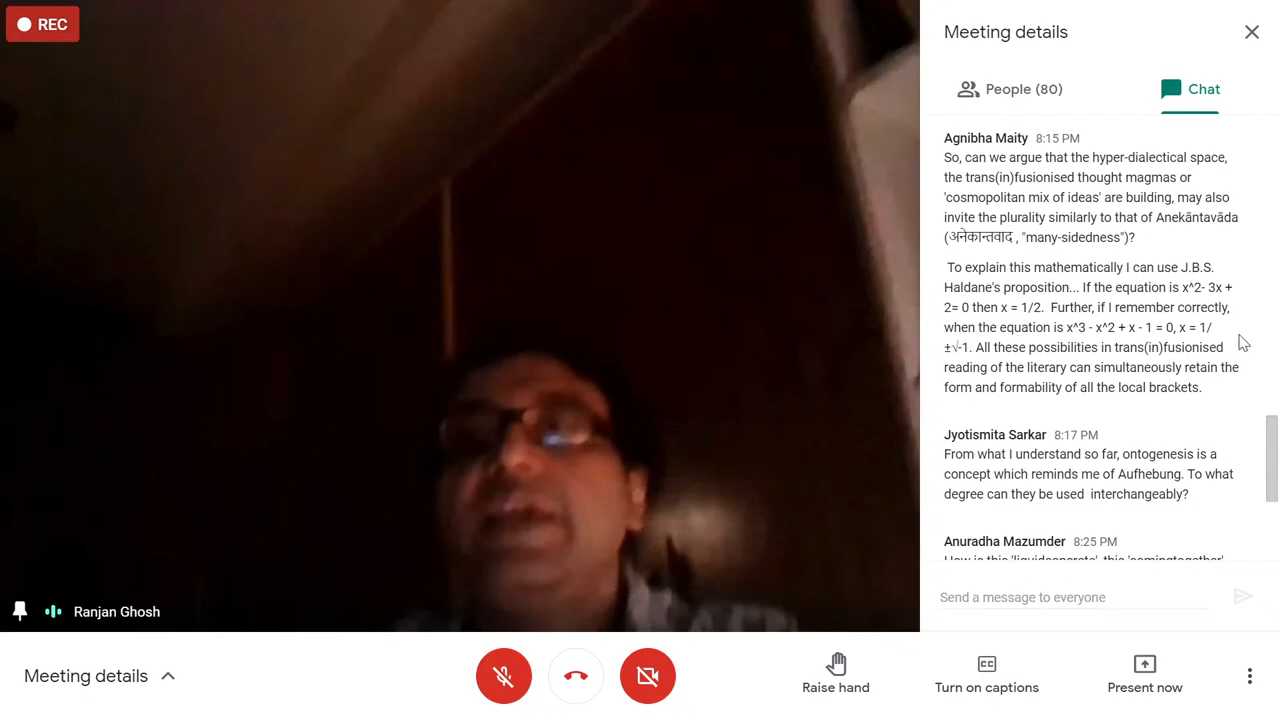 REC
Meeting details
People (80)
Chat
Agnibha Maity 8:15 PM
So, can we argue that the hyper-dialectical space,
the trans(in)fusionised thought magmas or
'cosmopolitan mix of ideas' are building, may also
invite the plurality similarly to that of Anekāntavāda
(अनेकान्तवाद , "many-sidedness")?
To explain this mathematically I can use J.B.S.
Haldane's proposition... If the equation is x^2- 3x +
2= 0 then x = 1/2. Further, if I remember correctly,
when the equation is x^3 - x^2 + x - 1 = 0, x = 1/
±√-1. All these possibilities in trans(in)fusionised
reading of the literary can simultaneously retain the
form and formability of all the local brackets.
Jyotismita Sarkar 8:17 PM
From what I understand so far, ontogenesis is a
concept which reminds me of Aufhebung. To what
degree can they be used interchangeably?
Anuradha Mazumder 8:25 PM
How is this 'liquidconcrete', this 'comingtogether'
Send a message to everyone
Ranjan Ghosh
Meeting details
Raise hand
CC
Turn on captions
Present now